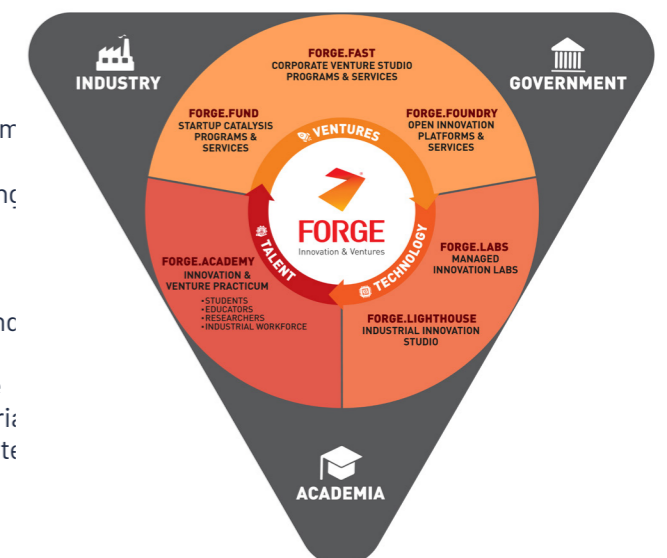 INDUSTRY
GOVERNMENT
FORGE.FAST
CORPORATE VENTURE STUDIO
PROGRAMS & SERVICES
FORGE.FUND
STARTUP CATALYSIS
PROGRAMS &
SERVICES
FORGE.FOUNDRY
OPEN INNOVATION
PLATFORMS &
SERVICES
VENTURES
FORGE
Innovation & Ventures
TALENT
TECHNOLOGY
FORGE.ACADEMY
INNOVATION &
VENTURE PRACTICUM
•STUDENTS
•EDUCATORS
•RESEARCHERS
•INDUSTRIAL WORKFORCE
FORGE.LABS
MANAGED
INNOVATION LABS
FORGE.LIGHTHOUSE
INDUSTRIAL INNOVATION
STUDIO
ACADEMIA